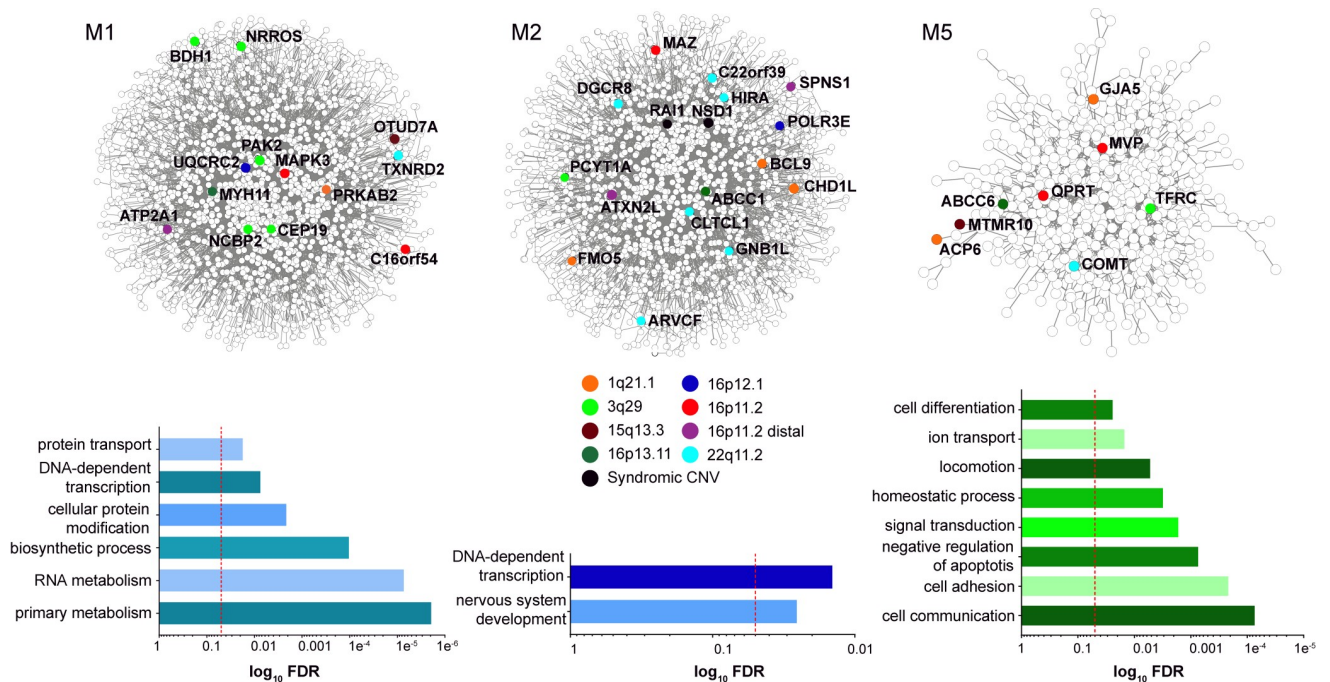 M1
NRROS
BDH1
OTUD7A
PAK2
MAPK3
TXNRD2
UQCRC2
MYH11
PRKAB2
ATP2A1
NCBP2
CEP19
C16orf54
M2
MAZ
C22orf39
SPNS1
DGCR8
HIRA
RAI1
NSD1
POLR3E
BCL9
PCYT1A
CHD1L
ABCC1
ATXN2L
CLTCL1
GNB1L
FMO5
ARVCF
M5
GJA5
MVP
QPRT
ABCC6
TFRC
MTMR10
ACP6
COMT
1q21.1
3q29
15q13.3
16p13.11
Syndromic CNV
16p12.1
16p11.2
16p11.2 distal
22q11.2
protein transport
DNA-dependent
transcription
cellular protein
modification
biosynthetic process
RNA metabolism
primary metabolism
1 0.1 0.01 0.001 1e-4 1e-5 1e-6
log10 FDR
DNA-dependent
transcription
nervous system
development
1 0.1 0.01
log10 FDR
cell differentiation
ion transport
locomotion
homeostatic process
signal transduction
negative regulation
of apoptotis
cell adhesion
cell communication
1 0.1 0.01 0.001 1e-4 1e-5
log10 FDR